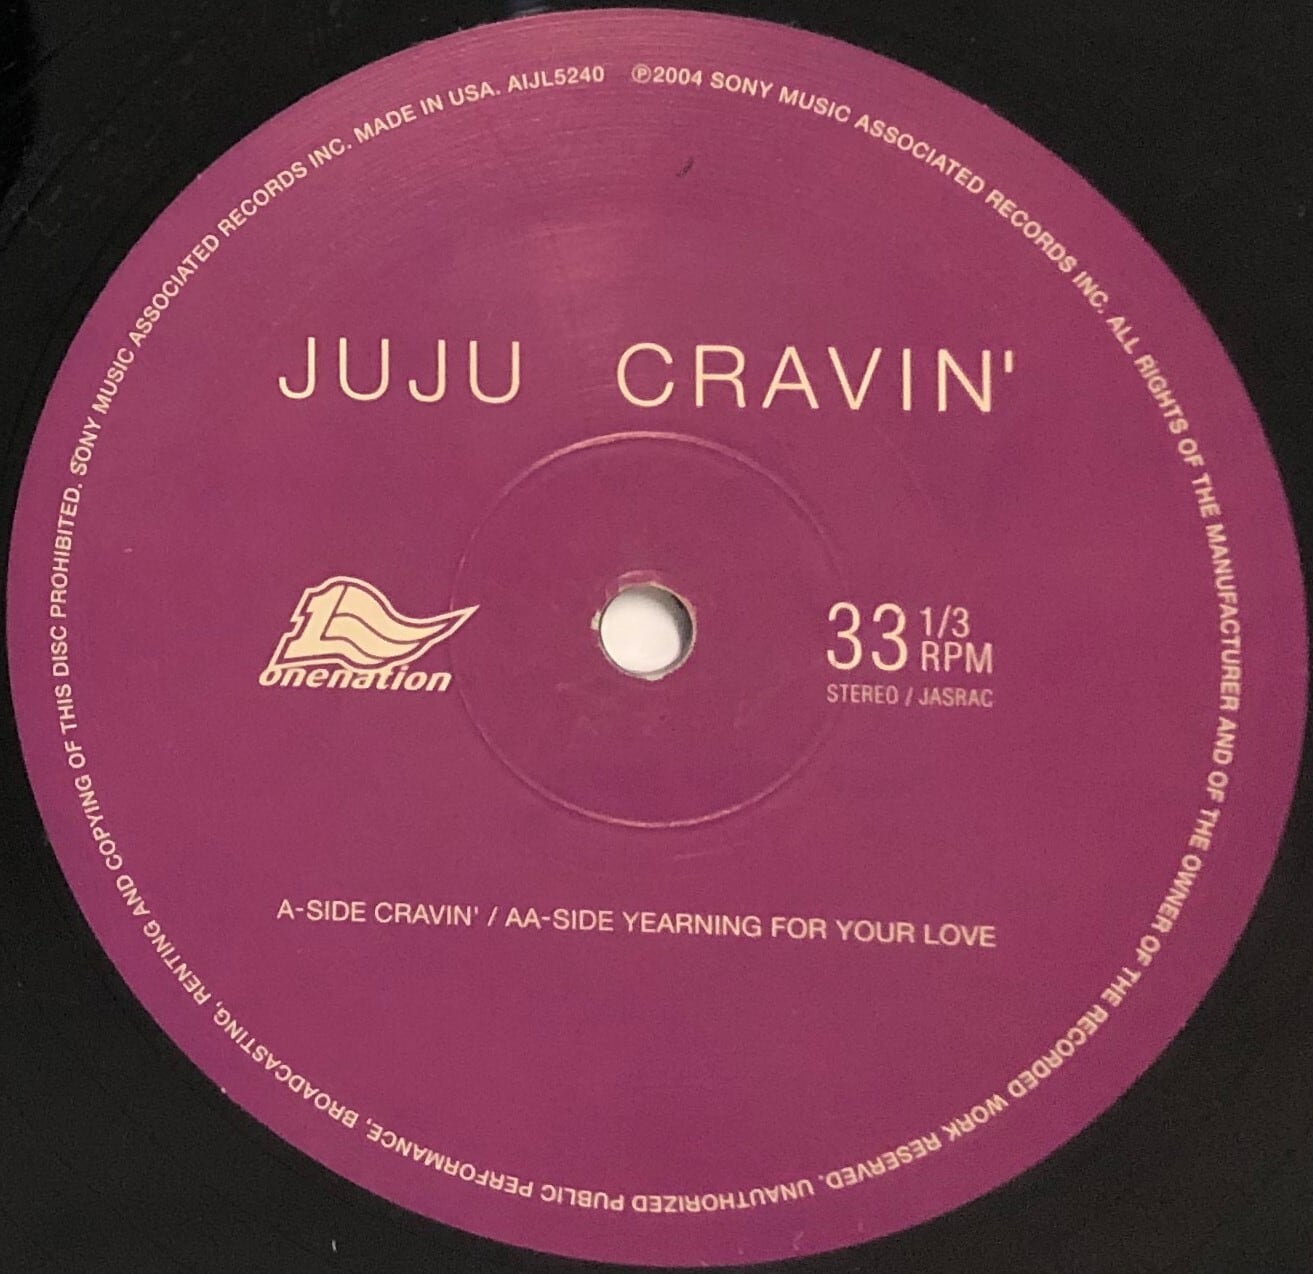 ℗2004 SONY MUSIC ASSOCIATED RECORDS INC. ALL RIGHTS OF THE MANUFACTURER AND OF THE OWNER OF THE RECORDED WORK RESERVED. UNAUTHORIZED PUBLIC PERFORMANCE, BROADCASTING, RENTING AND COPYING OF THIS DISC PROHIBITED. SONY MUSIC ASSOCIATED RECORDS INC. MADE IN USA. AIJL5240
JUJU CRAVIN'
1
onenation
33 1/3
RPM
STEREO / JASRAC
A-SIDE CRAVIN' / AA-SIDE YEARNING FOR YOUR LOVE